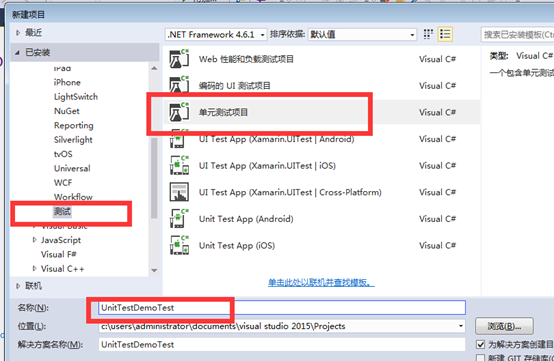 新建项目
最近
.NET Framework 4.6.1
排序依据:
默认值
搜索已安装模板(Ct
已安装
iPad
iPhone
LightSwitch
NuGet
Reporting
Silverlight
tvOS
Universal
WCF
Workflow
测试
Visual Basic
JavaScript
Visual F#
Visual C++
联机
Web 性能和负载测试项目 Visual C#
编码的 UI 测试项目 Visual C#
单元测试项目 Visual C#
UI Test App (Xamarin.UITest | Android) Visual C#
UI Test App (Xamarin.UITest | iOS) Visual C#
UI Test App (Xamarin.UITest | Cross-Platform) Visual C#
Unit Test App (Android) Visual C#
Unit Test App (iOS) Visual C#
单击此处以联机并查找模板。
类型: Visual C#
一个包含单元测试
名称(N): UnitTestDemoTest
位置(L): c:\users\administrator\documents\visual studio 2015\Projects
浏览(B)...
解决方案名称(M): UnitTestDemoTest
为解决方案创建目
新建 GIT 存储库(